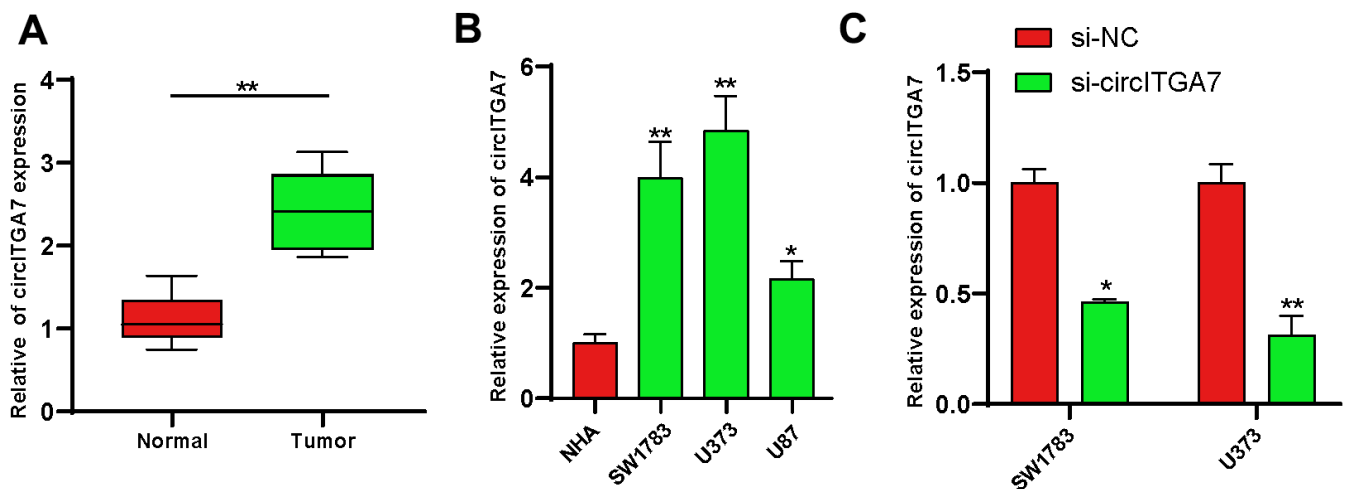 A
Relative of circITGA7 expression
4
3
2
1
0
**
Normal
Tumor
B
Relative expression of circITGA7
6
4
2
0
**
**
*
NHA
SW1783
U373
U87
C
si-NC
si-circITGA7
Relative expression of circITGA7
1.5
1.0
0.5
0.0
*
**
SW1783
U373